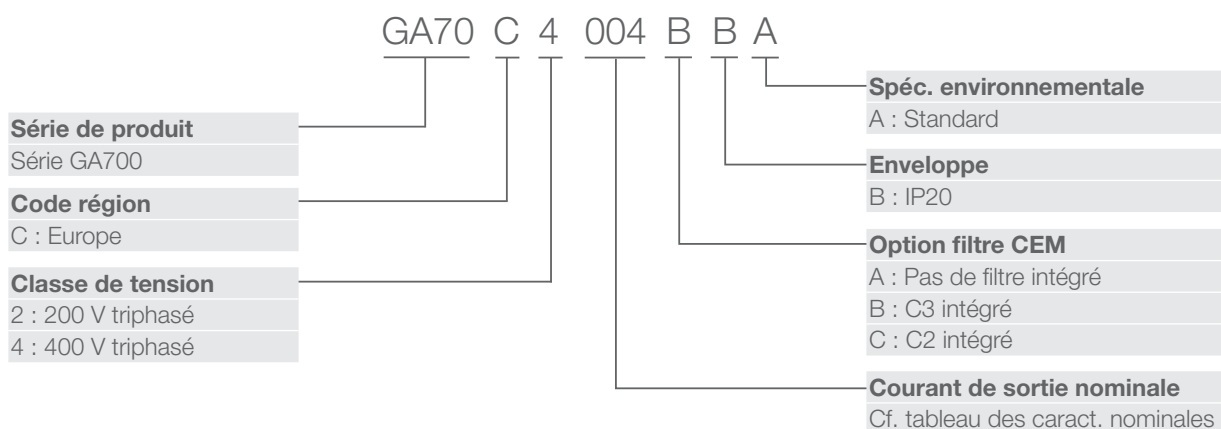 GA70 C 4 004 B B A
Série de produit
Série GA700
Code région
C : Europe
Classe de tension
2 : 200 V triphasé
4 : 400 V triphasé
Spéc. environnementale
A : Standard
Enveloppe
B : IP20
Option filtre CEM
A : Pas de filtre intégré
B : C3 intégré
C : C2 intégré
Courant de sortie nominale
Cf. tableau des caract. nominales